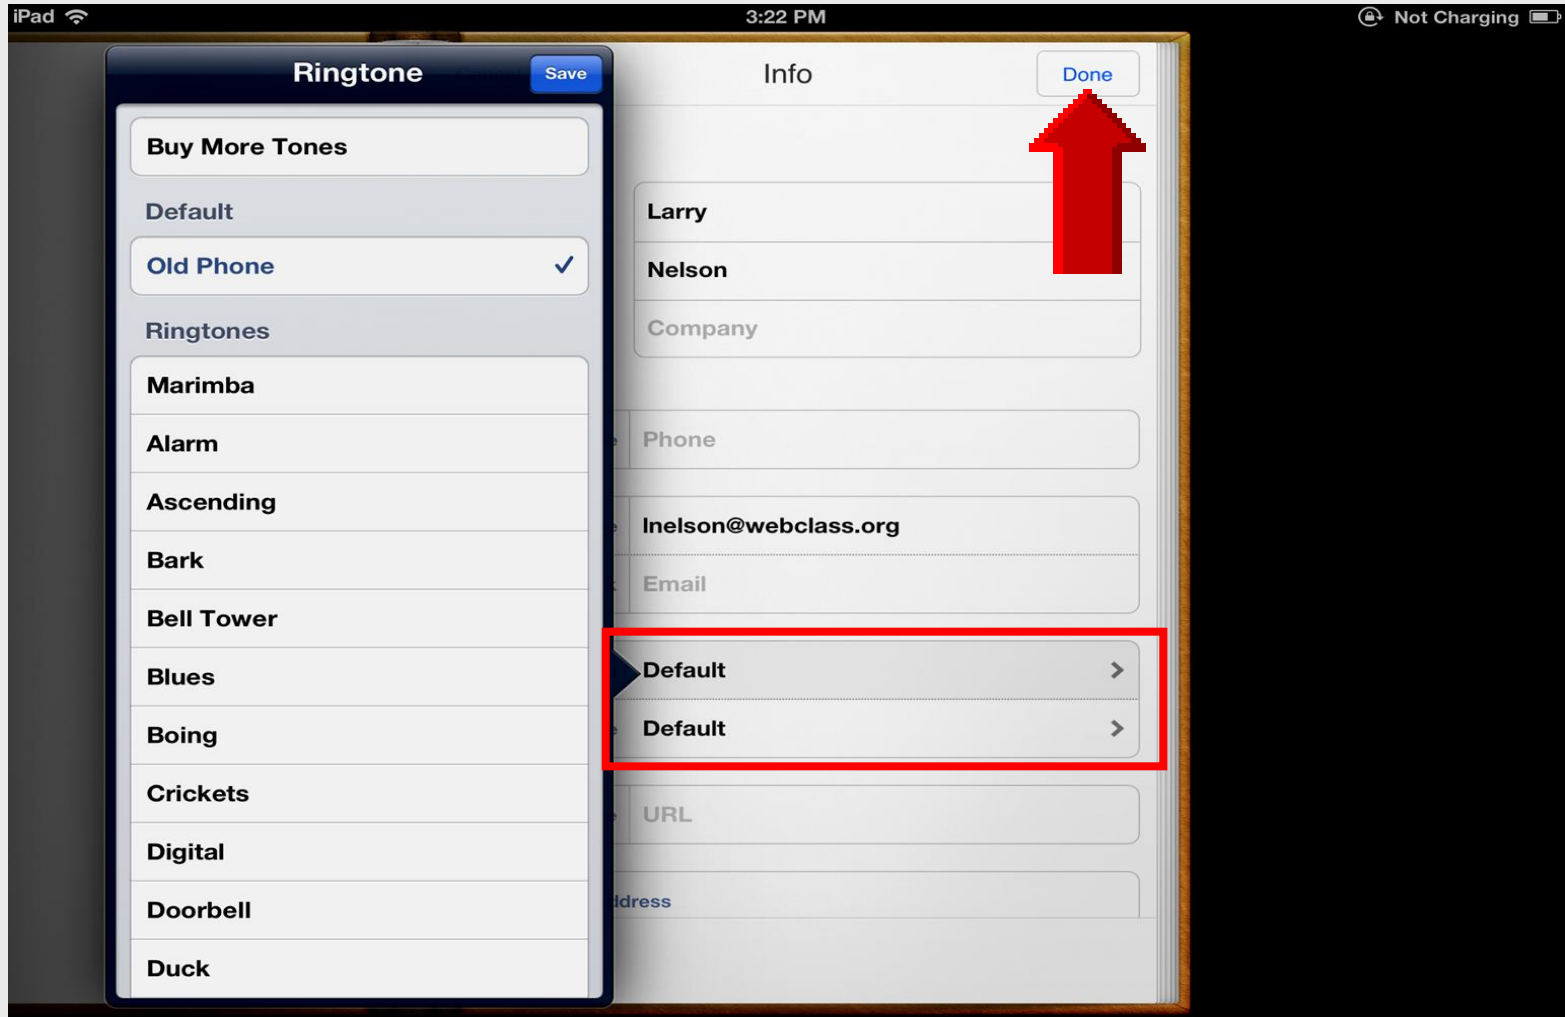 iPad
3:22 PM
Not Charging
Ringtone
Save
Buy More Tones
Default
Old Phone
Ringtones
Marimba
Alarm
Ascending
Bark
Bell Tower
Blues
Boing
Crickets
Digital
Doorbell
Duck
Info
Done
Larry
Nelson
Company
Phone
lnelson@webclass.org
Email
Default
Default
URL